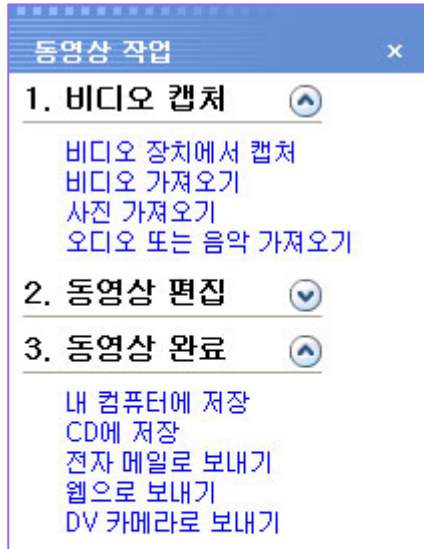 동영상 작업
1. 비디오 캡처
비디오 장치에서 캡처
비디오 가져오기
사진 가져오기
오디오 또는 음악 가져오기
2. 동영상 편집
3. 동영상 완료
내 컴퓨터에 저장
CD에 저장
전자 메일로 보내기
웹으로 보내기
DV 카메라로 보내기